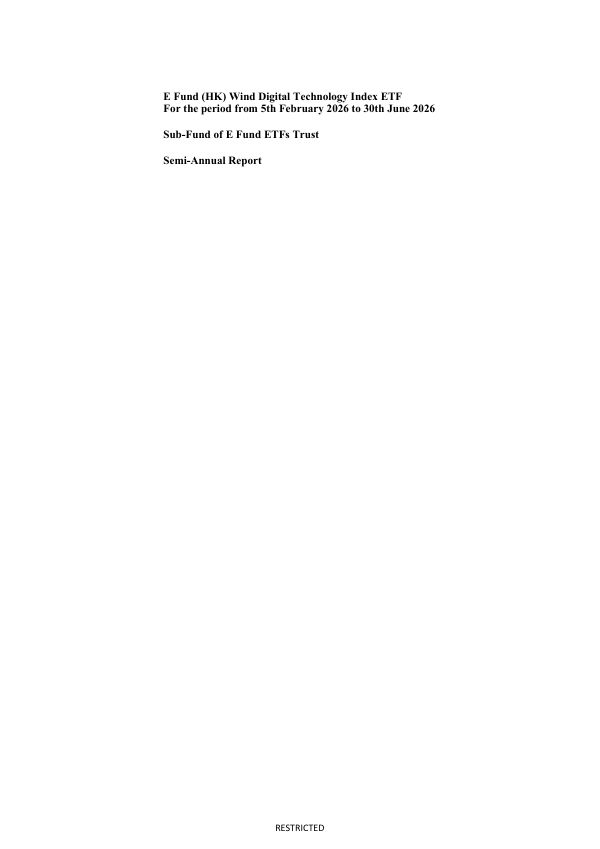 E Fund (HK) Wind Digital Technology Index ETF
For the period from 5th February 2026 to 30th June 2026
Sub-Fund of E Fund ETFs Trust
Semi-Annual Report
RESTRICTED